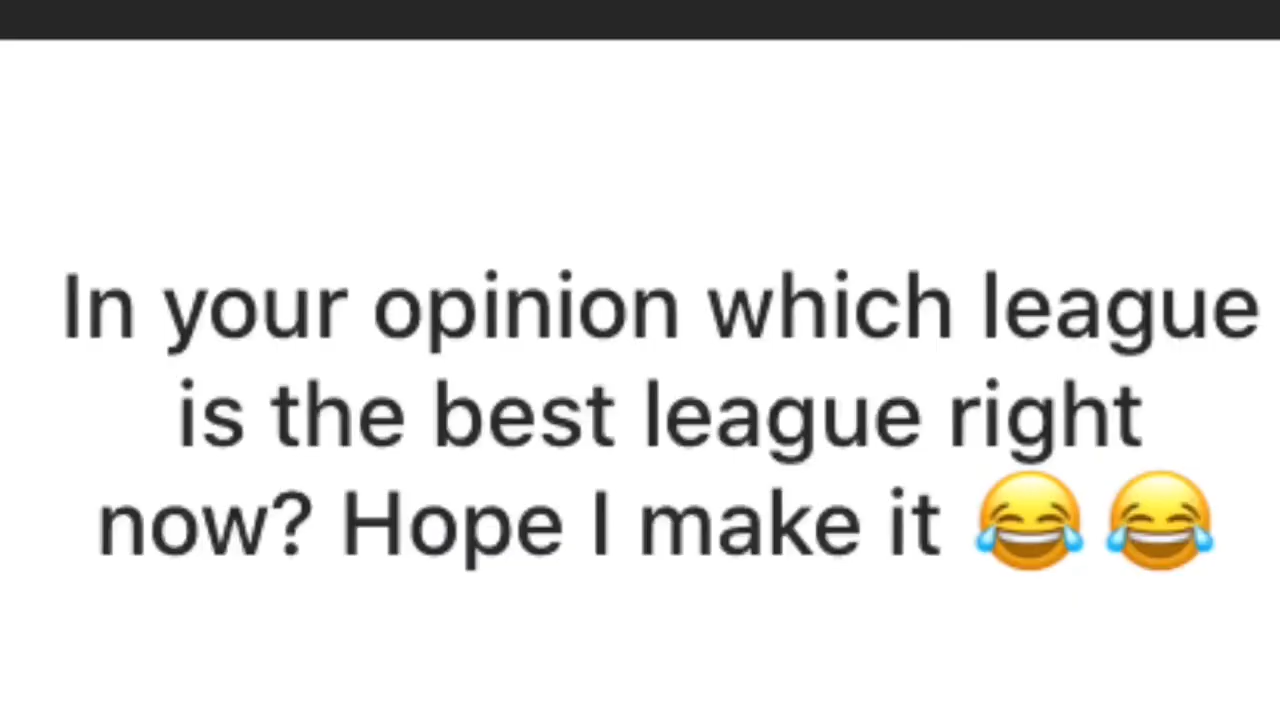 In your opinion which league
is the best league right
now? Hope I make it 😂 😂